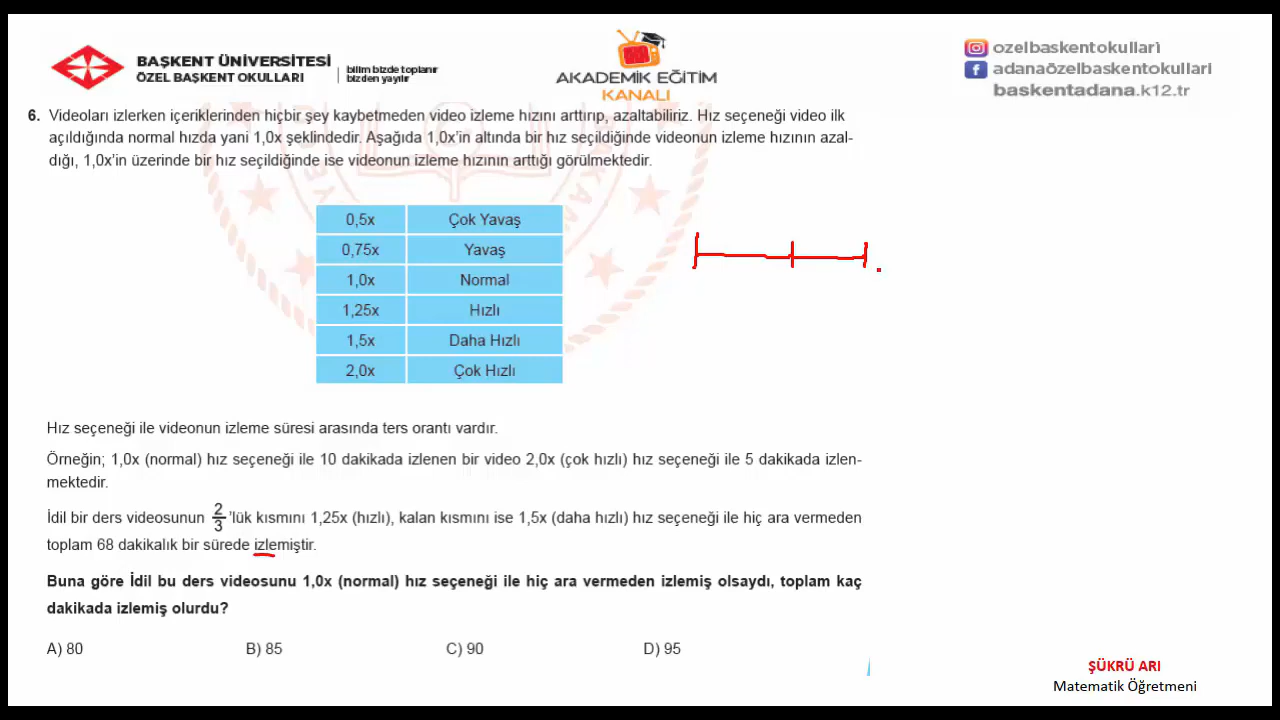 BAŞKENT ÜNİVERSİTESİ
ÖZEL BAŞKENT OKULLARI
bilim bizde toplanır
bizden yayılır
AKADEMİK EĞİTİM
KANALI
ozelbaskentokullarì
adanaözelbaskentokullari
baskentadana.k12.tr
6. Videoları izlerken içeriklerinden hiçbir şey kaybetmeden video izleme hızını arttırıp, azaltabiliriz. Hız seçeneği video ilk
açıldığında normal hızda yani 1,0x şeklindedir. Aşağıda 1,0x'in altında bir hız seçildiğinde videonun izleme hızının azal-
dığı, 1,0x'in üzerinde bir hız seçildiğinde ise videonun izleme hızının arttığı görülmektedir.
0,5x Çok Yavaş
0,75x Yavaş
1,0x Normal
1,25x Hızlı
1,5x Daha Hızlı
2,0x Çok Hızlı
Hız seçeneği ile videonun izleme süresi arasında ters orantı vardır.
Örneğin; 1,0x (normal) hız seçeneği ile 10 dakikada izlenen bir video 2,0x (çok hızlı) hız seçeneği ile 5 dakikada izlen-
mektedir.
İdil bir ders videosunun 2/3'lük kısmını 1,25x (hızlı), kalan kısmını ise 1,5x (daha hızlı) hız seçeneği ile hiç ara vermeden
toplam 68 dakikalık bir sürede izlemiştir.
Buna göre İdil bu ders videosunu 1,0x (normal) hız seçeneği ile hiç ara vermeden izlemiş olsaydı, toplam kaç
dakikada izlemiş olurdu?
A) 80 B) 85 C) 90 D) 95
ŞÜKRÜ ARI
Matematik Öğretmeni